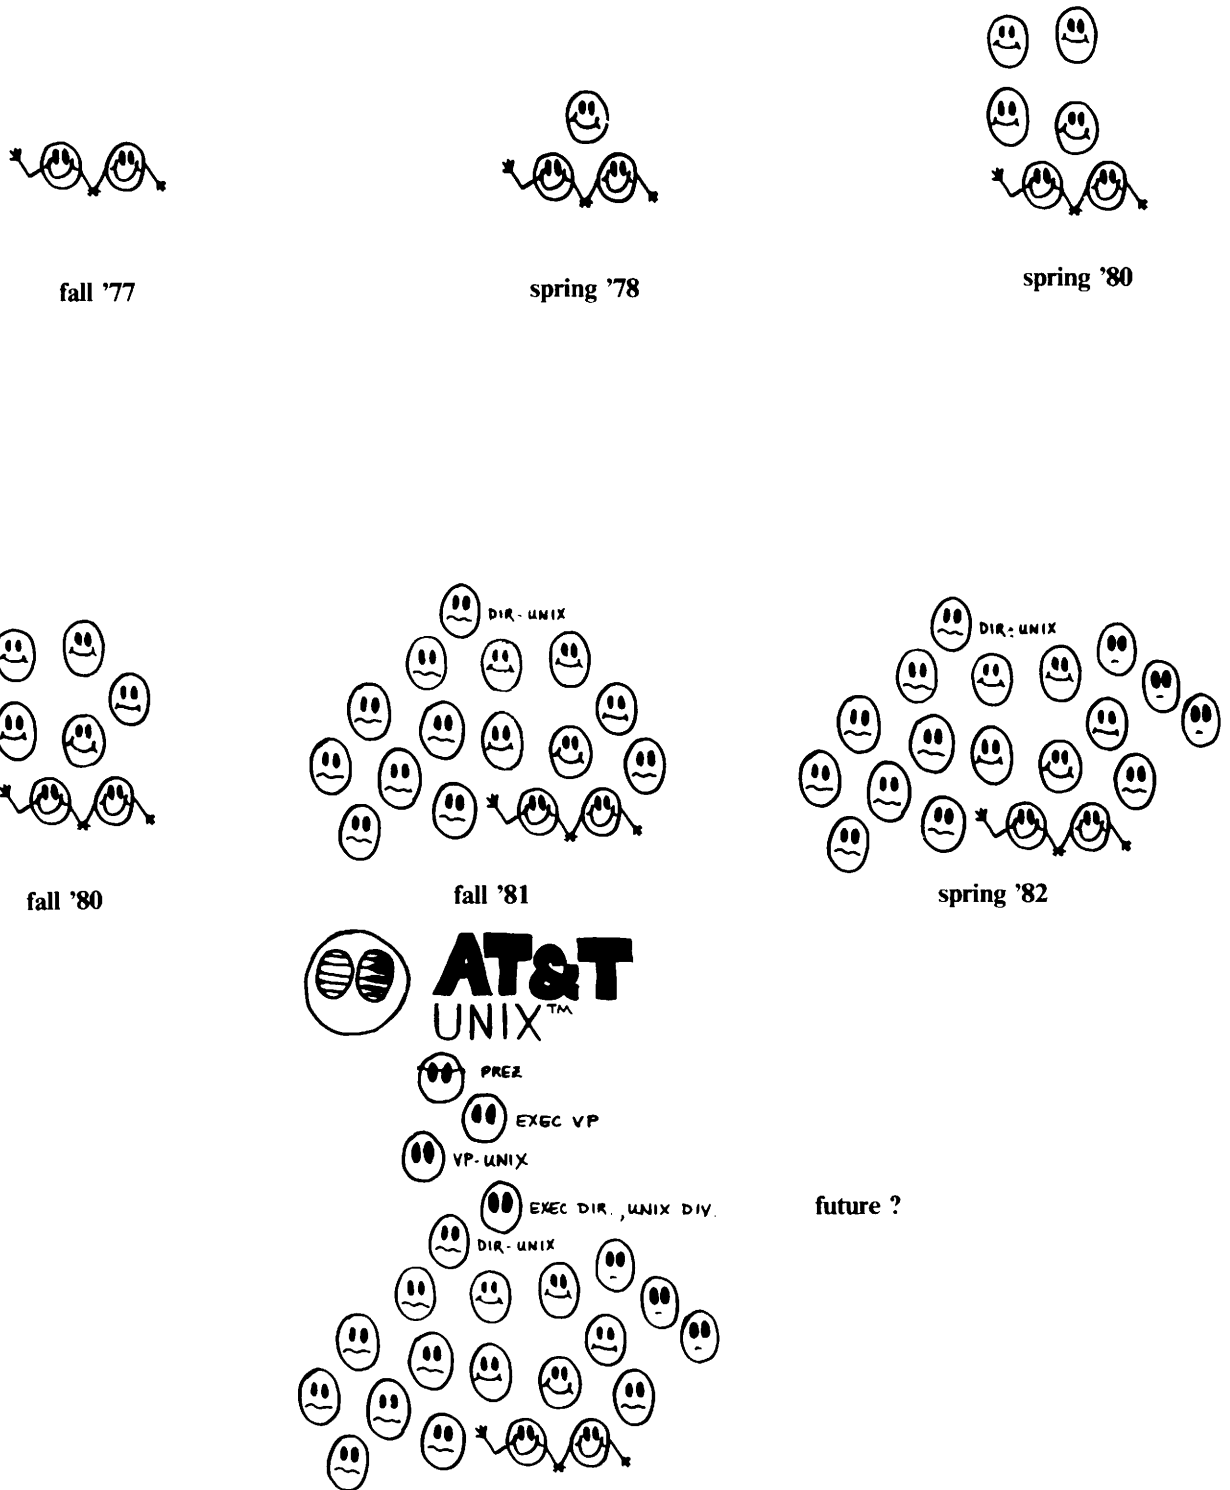 fall '77
spring '78
spring '80
DIR-UNIX
DIR-UNIX
fall '80
fall '81
spring '82
AT&T
UNIX™
PREZ
EXEC VP
VP-UNIX
EXEC DIR., UNIX DIV.
future ?
DIR-UNIX